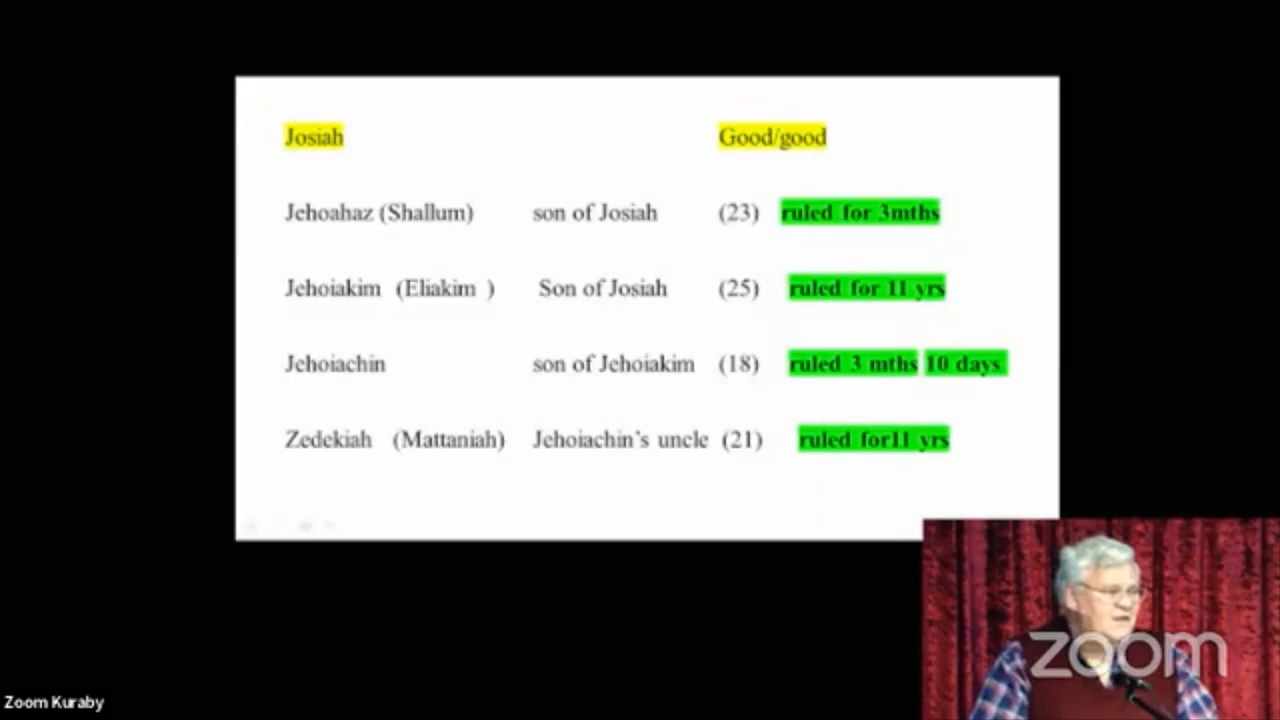 Josiah Good/good
Jehoahaz (Shallum) son of Josiah (23) ruled for 3mths
Jehoiakim (Eliakim ) Son of Josiah (25) ruled for 11 yrs
Jehoiachin son of Jehoiakim (18) ruled 3 mths 10 days
Zedekiah (Mattaniah) Jehoiachin's uncle (21) ruled for11 yrs
zoom
Zoom Kuraby